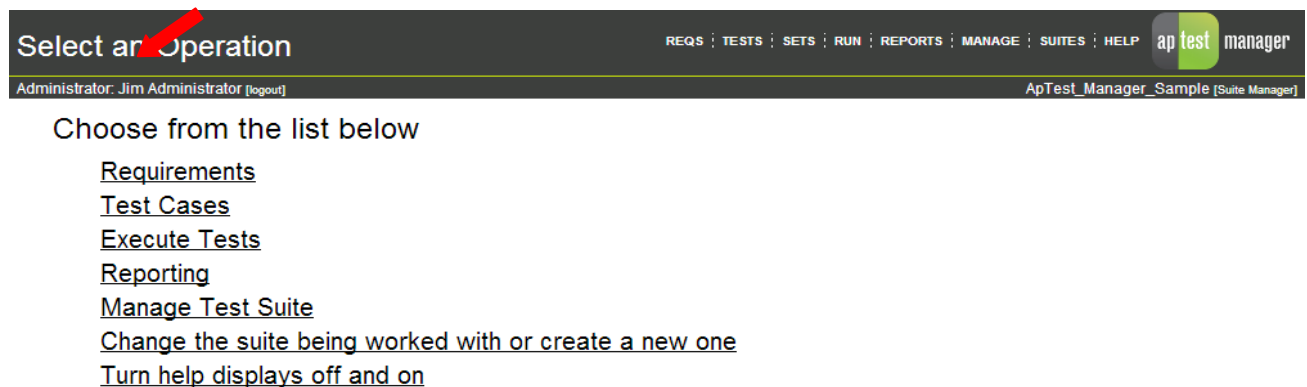 Select an Operation
REQS TESTS SETS RUN REPORTS MANAGE SUITES HELP ap test manager
Administrator: Jim Administrator [logout] ApTest_Manager_Sample [Suite Manager]
Choose from the list below
Requirements
Test Cases
Execute Tests
Reporting
Manage Test Suite
Change the suite being worked with or create a new one
Turn help displays off and on